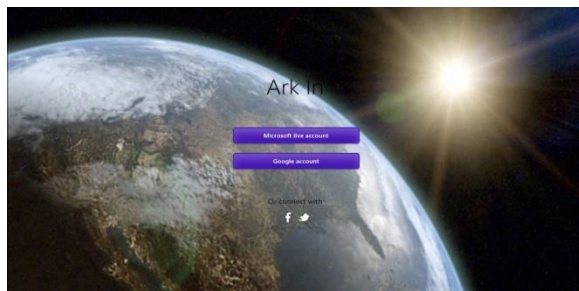 Ark In
Microsoft live account
Google account
Or connect with